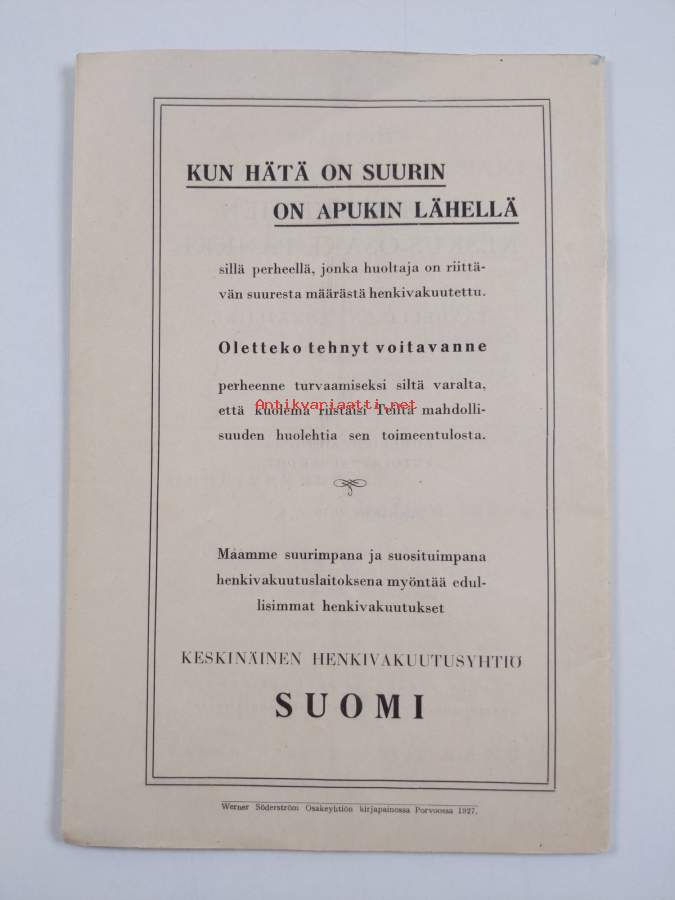 KUN HÄTÄ ON SUURIN
ON APUKIN LÄHELLÄ
sillä perheellä, jonka huoltaja on riittä-
vän suuresta määrästä henkivakuutettu.
Oletteko tehnyt voitavanne
perheenne turvaamiseksi siltä varalta,
että kuolema riistäisi Teiltä mahdolli-
Antikvariaatti.net
suuden huolehtia sen toimeentulosta.
Maamme suurimpana ja suosituimpana
henkivakuutuslaitoksena myöntää edul-
lisimmat henkivakuutukset
KESKINÄINEN HENKIVAKUUTUSYHTIÖ
SUOMI
Werner Söderström Osakeyhtiön kirjapainossa Porvoossa 1927.